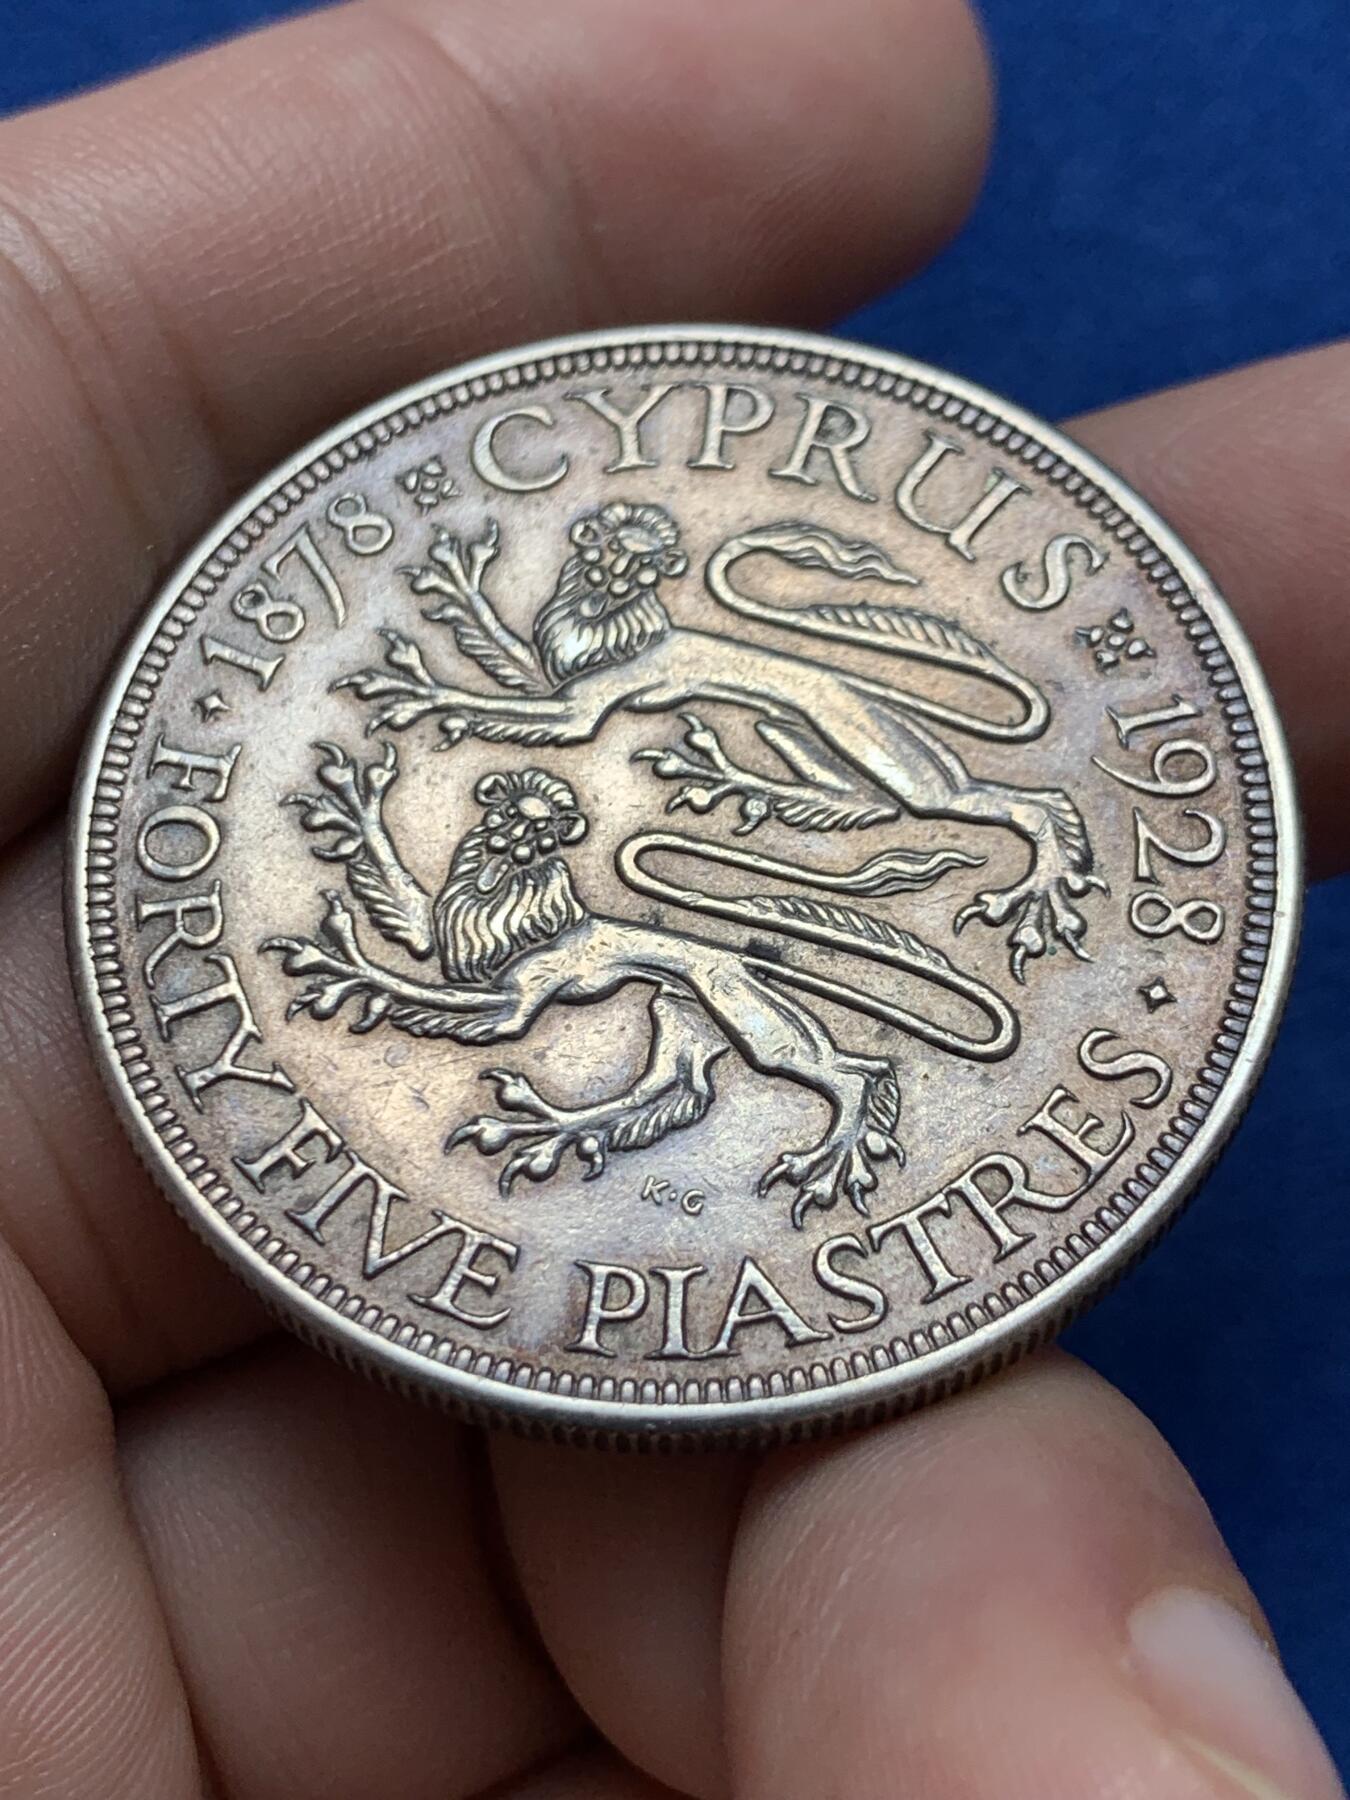 1878 CYPRUS 1928
FORTY FIVE PIASTRES
K·G